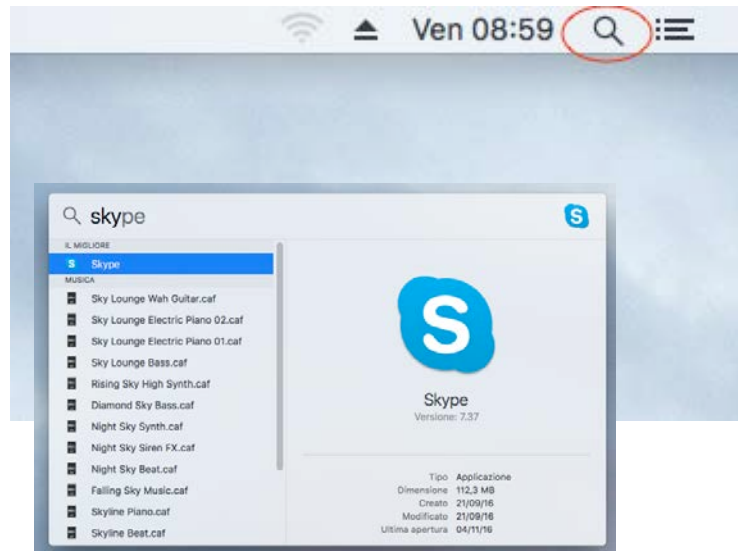 Ven 08:59
skype
IL MIGLIORE
Skype
MUSICA
Sky Lounge Wah Guitar.caf
Sky Lounge Electric Piano 02.caf
Sky Lounge Electric Piano 01.caf
Sky Lounge Bass.caf
Rising Sky High Synth.caf
Diamond Sky Bass.caf
Night Sky Synth.caf
Night Sky Siren FX.caf
Night Sky Beat.caf
Falling Sky Music.caf
Skyline Piano.caf
Skyline Beat.caf
Skype
Versione: 7.37
Tipo Applicazione
Dimensione 112,3 MB
Creato 21/09/16
Modificato 21/09/16
Ultima apertura 04/11/16